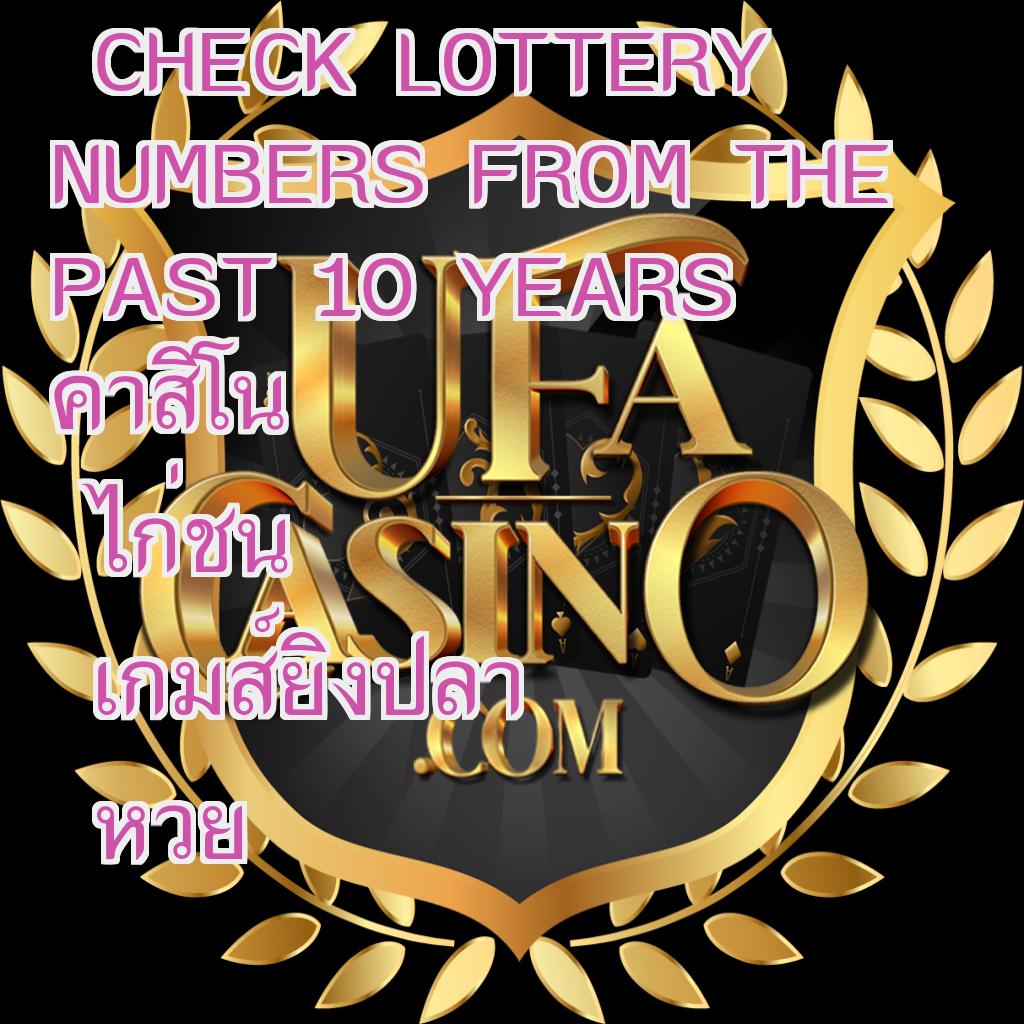 CHECK LOTTERY
NUMBERS FROM THE
PAST 10 YEARS
คาสิโน
ไก่ชน
เกมส์ยิงปลา
หวย
UFA
CASINO
.COM
A
A